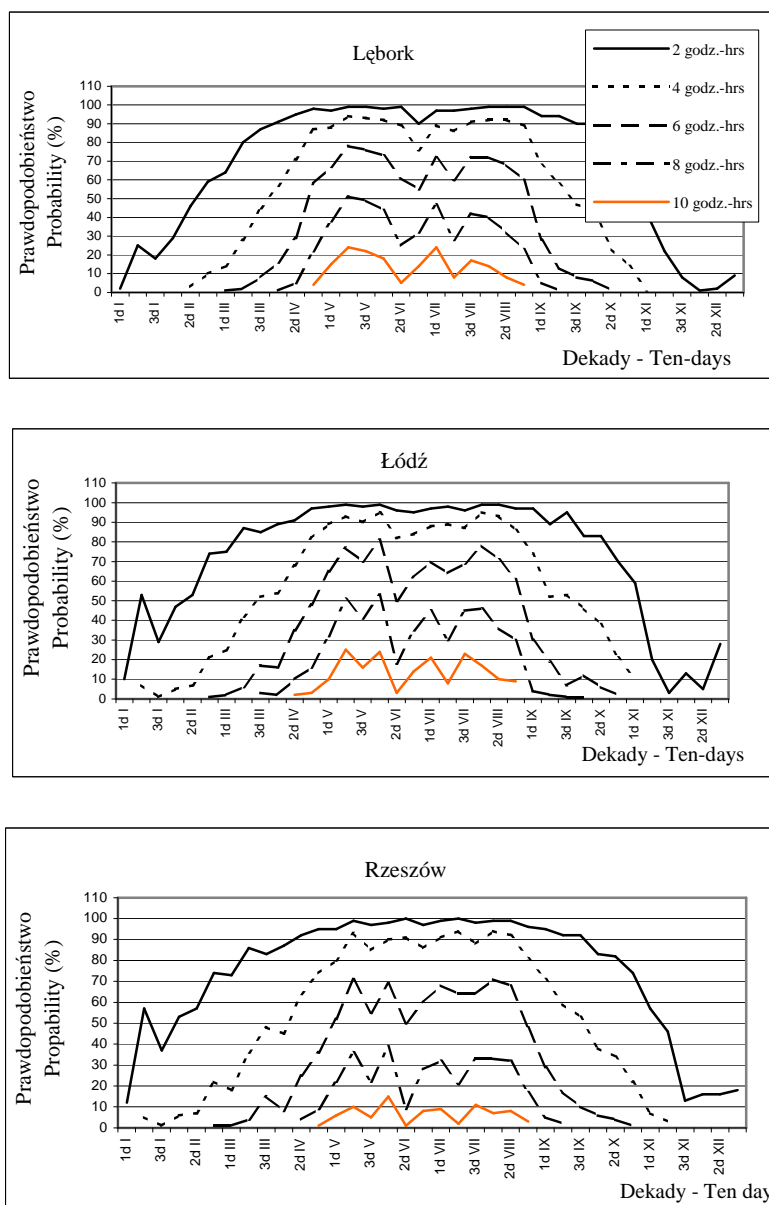 Lębork
2 godz.-hrs
4 godz.-hrs
6 godz.-hrs
8 godz.-hrs
10 godz.-hrs
Prawdopodobieństwo
Probability (%)
110
100
90
80
70
60
50
40
30
20
10
0
1d I
3d I
2d II
1d III
3d III
2d IV
1d V
3d V
2d VI
1d VII
3d VII
2d VIII
1d IX
3d IX
2d X
1d XI
3d XI
2d XII
Dekady - Ten-days
Łódź
Prawdopodobieństwo
Probability (%)
110
100
90
80
70
60
50
40
30
20
10
0
1d I
3d I
2d II
1d III
3d III
2d IV
1d V
3d V
2d VI
1d VII
3d VII
2d VIII
1d IX
3d IX
2d X
1d XI
3d XI
2d XII
Dekady - Ten-days
Rzeszów
Prawdopodobieństwo
Propability (%)
110
100
90
80
70
60
50
40
30
20
10
0
1d I
3d I
2d II
1d III
3d III
2d IV
1d V
3d V
2d VI
1d VII
3d VII
2d VIII
1d IX
3d IX
2d X
1d XI
3d XI
2d XII
Dekady - Ten day